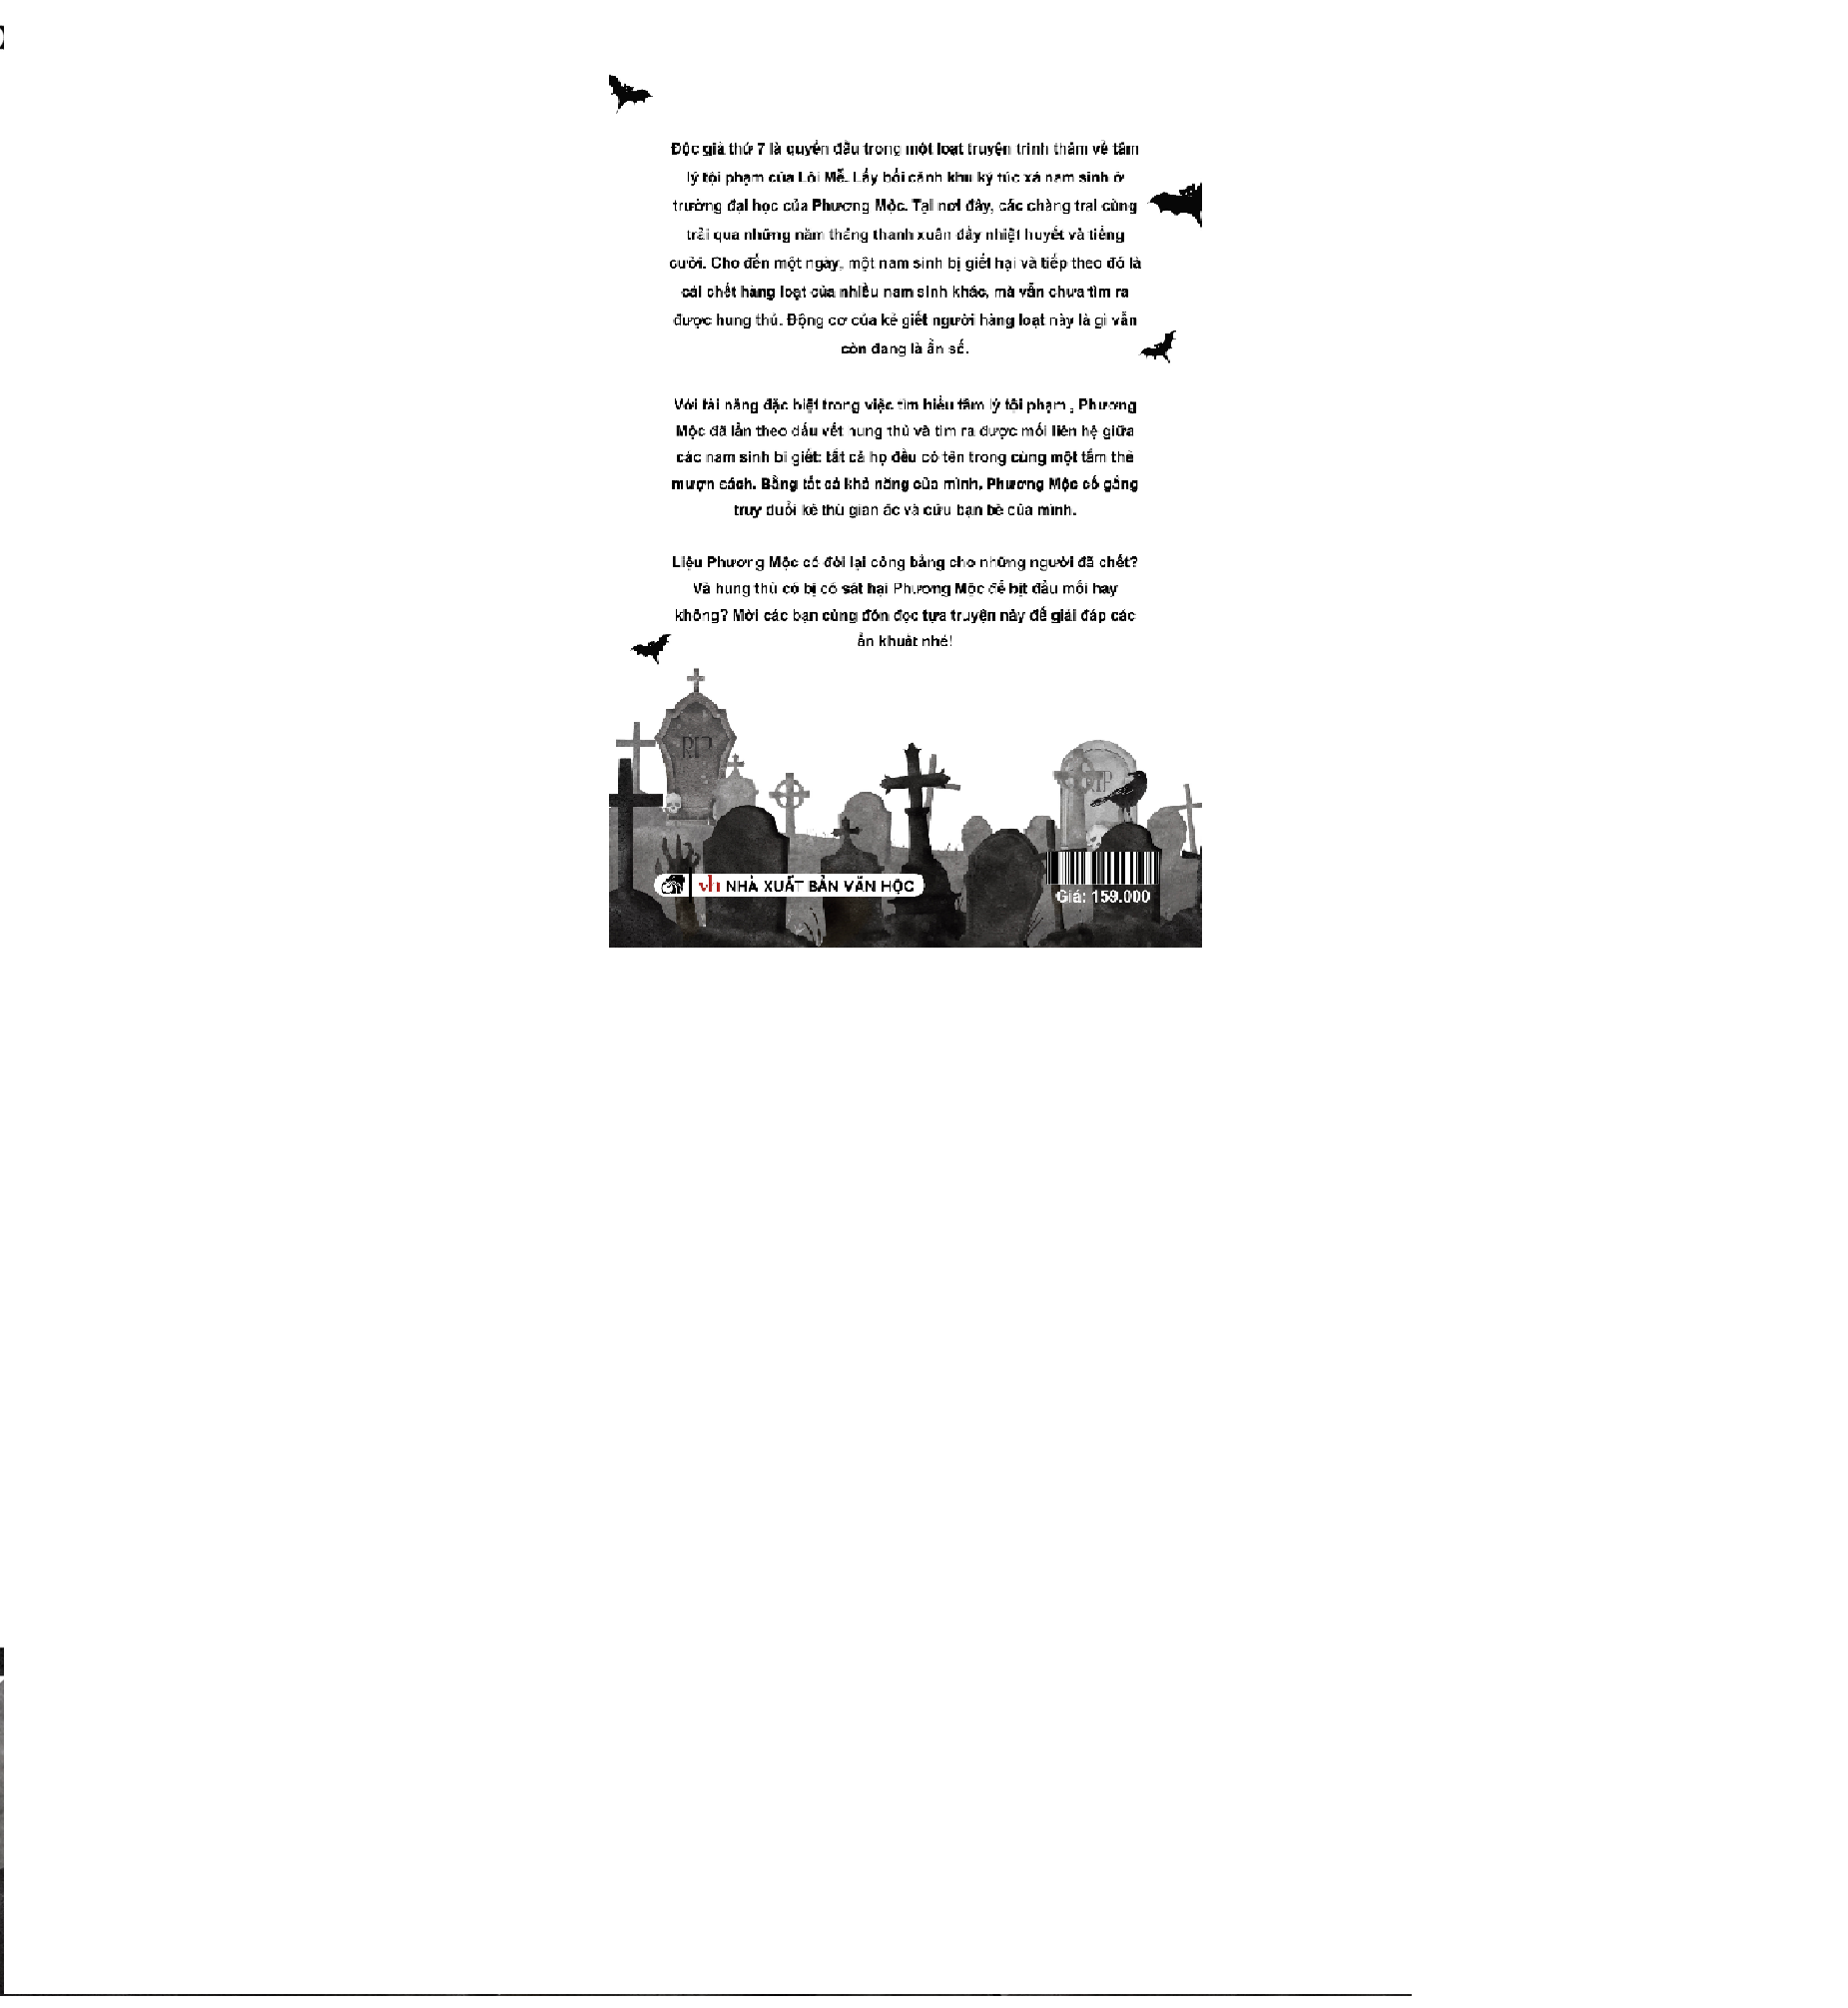 Độc giả thứ 7 là quyển đầu trong một loạt truyện trinh thám về tâm
lý tội phạm của Lôi Mễ. Lấy bối cảnh khu ký túc xá nam sinh ở
trường đại học của Phương Mộc. Tại nơi đây, các chàng trai cùng
trải qua những năm tháng thanh xuân đầy nhiệt huyết và tiếng
cười. Cho đến một ngày, một nam sinh bị giết hại và tiếp theo đó là
cái chết hàng loạt của nhiều nam sinh khác, mà vẫn chưa tìm ra
được hung thủ. Động cơ của kẻ giết người hàng loạt này là gì vẫn
còn đang là ẩn số.
Với tài năng đặc biệt trong việc tìm hiểu tâm lý tội phạm , Phương
Mộc đã lần theo dấu vết hung thủ và tìm ra được mối liên hệ giữa
các nam sinh bị giết: tất cả họ đều có tên trong cùng một tấm thẻ
mượn sách. Bằng tất cả khả năng của mình, Phương Mộc cố gắng
truy đuổi kẻ thù gian ác và cứu bạn bè của mình.
Liệu Phương Mộc có đòi lại công bằng cho những người đã chết?
Và hung thủ có bị cố sát hại Phương Mộc để bịt đầu mối hay
không? Mời các bạn cùng đón đọc tựa truyện này để giải đáp các
ẩn khuất nhé!
RIP
RIP
vh NHÀ XUẤT BẢN VĂN HỌC
Giá: 159.000